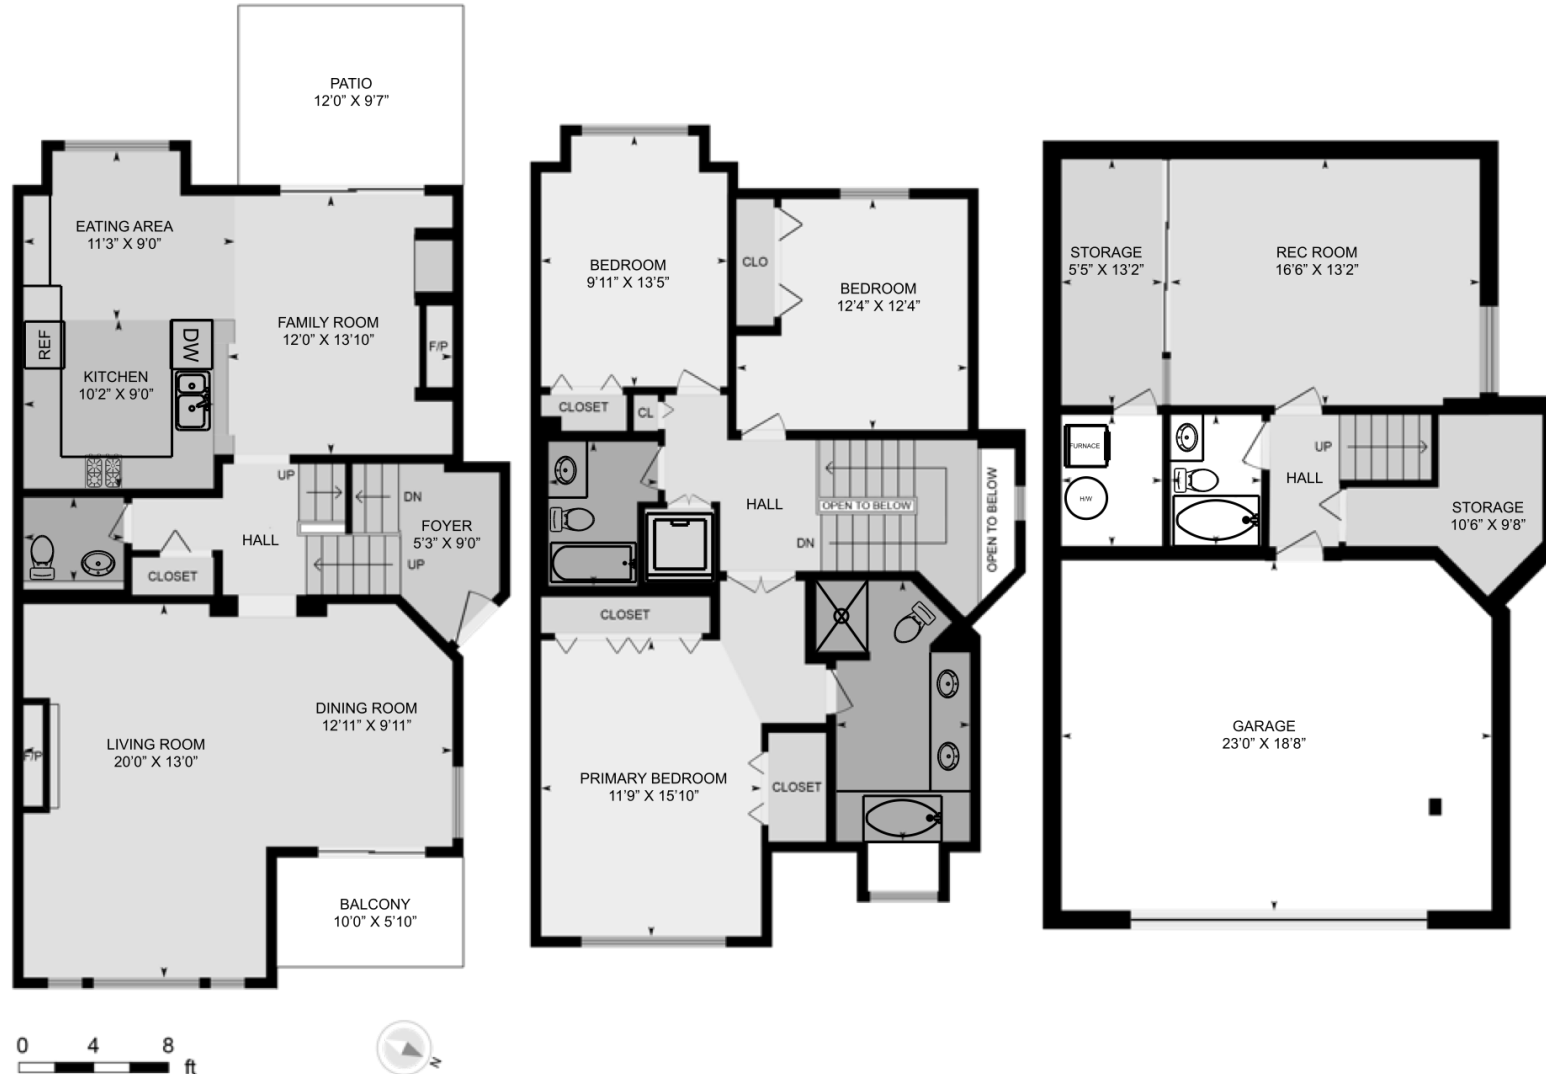 PATIO
12’0” X 9’7”
EATING AREA
11’3” X 9’0”
FAMILY ROOM
12’0” X 13’10”
REF
DW
F/P
KITCHEN
10’2” X 9’0”
UP
DN
FOYER
5’3” X 9’0”
HALL
UP
CLOSET
DINING ROOM
12’11” X 9’11”
LIVING ROOM
20’0” X 13’0”
F/P
BALCONY
10’0” X 5’10”
0 4 8
ft
N
BEDROOM
9’11” X 13’5”
CLO
BEDROOM
12’4” X 12’4”
CLOSET
CL
HALL
OPEN TO BELOW
DN
OPEN TO BELOW
CLOSET
PRIMARY BEDROOM
11’9” X 15’10”
CLOSET
STORAGE
5’5” X 13’2”
REC ROOM
16’6” X 13’2”
FURNACE
H/W
UP
HALL
STORAGE
10’6” X 9’8”
GARAGE
23’0” X 18’8”